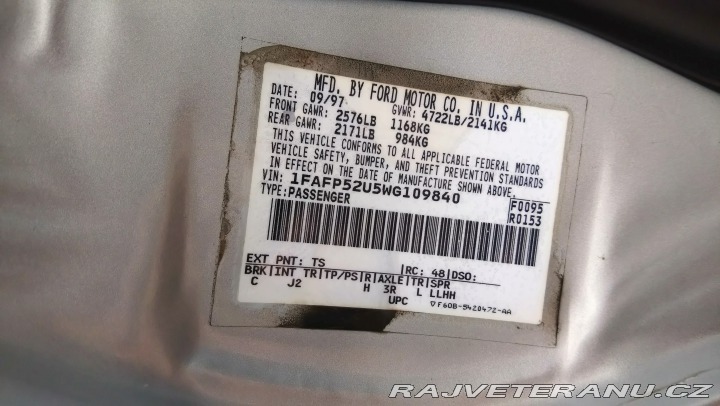 MFD. BY FORD MOTOR CO. IN U.S.A.
DATE: 09/97 GVWR: 4722LB/2141KG
FRONT GAWR: 2576LB 1168KG
REAR GAWR: 2171LB 984KG
THIS VEHICLE CONFORMS TO ALL APPLICABLE FEDERAL MOTOR
VEHICLE SAFETY, BUMPER, AND THEFT PREVENTION STANDARDS
IN EFFECT ON THE DATE OF MANUFACTURE SHOWN ABOVE.
VIN: 1FAFP52U5WG109840
TYPE: PASSENGER
F0095
R0153
EXT PNT: TS RC: 48 DSO:
BRK INT TR TP/PS R AXLE TR SPR
C J2 H 3R L LLHH
UPC F60B-5420472-AA
RAJVETERANU.CZ